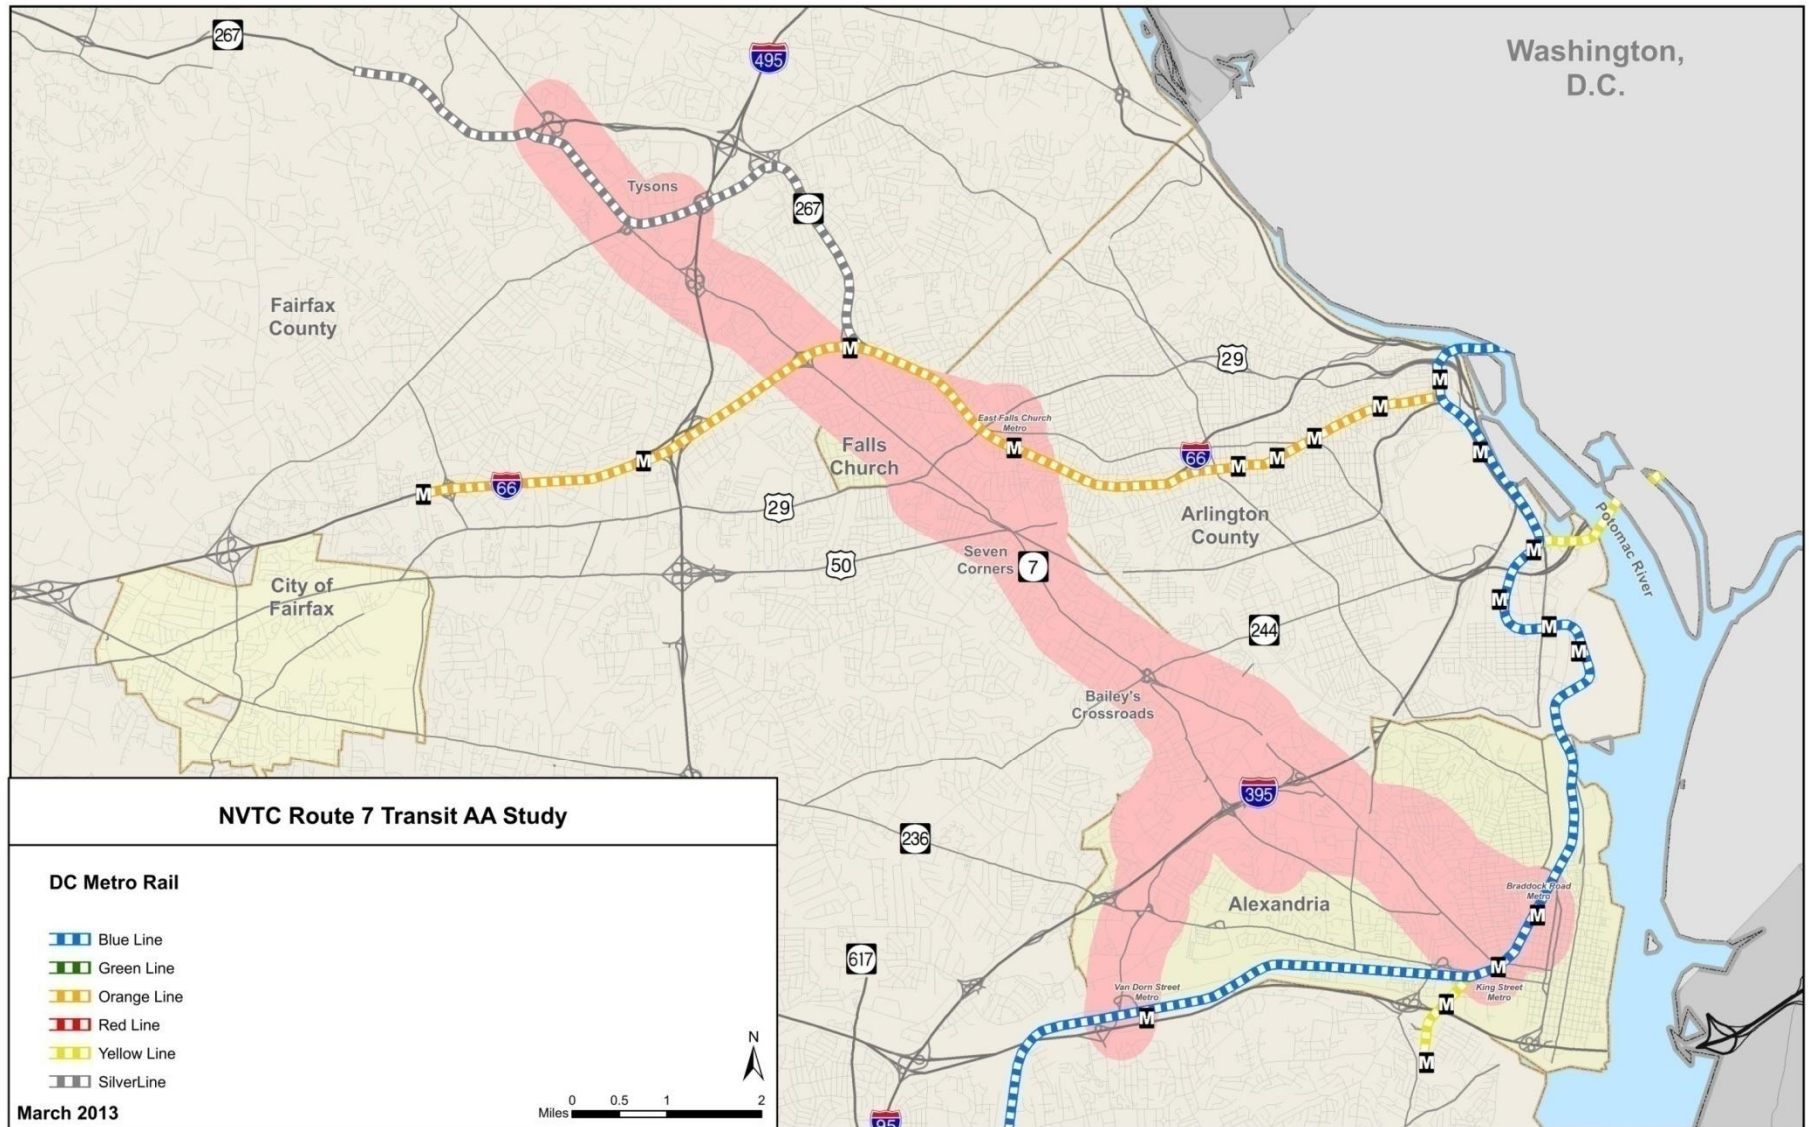 267
495
Washington,
D.C.
Tysons
267
Fairfax
County
29
M
M
East Falls Church
Metro
M
M
Falls
Church
M
66
M
M
M
M
M
66
29
Arlington
County
M
Potomac River
Seven
Corners
7
50
City of
Fairfax
M
M
M
244
M
Bailey's
Crossroads
395
236
Braddock Road
Metro
M
Alexandria
617
M
King Street
Metro
Van Dorn Street
Metro
M
M
M
95
NVTC Route 7 Transit AA Study
DC Metro Rail
Blue Line
Green Line
Orange Line
Red Line
Yellow Line
SilverLine
March 2013
N
0 0.5 1 2
Miles